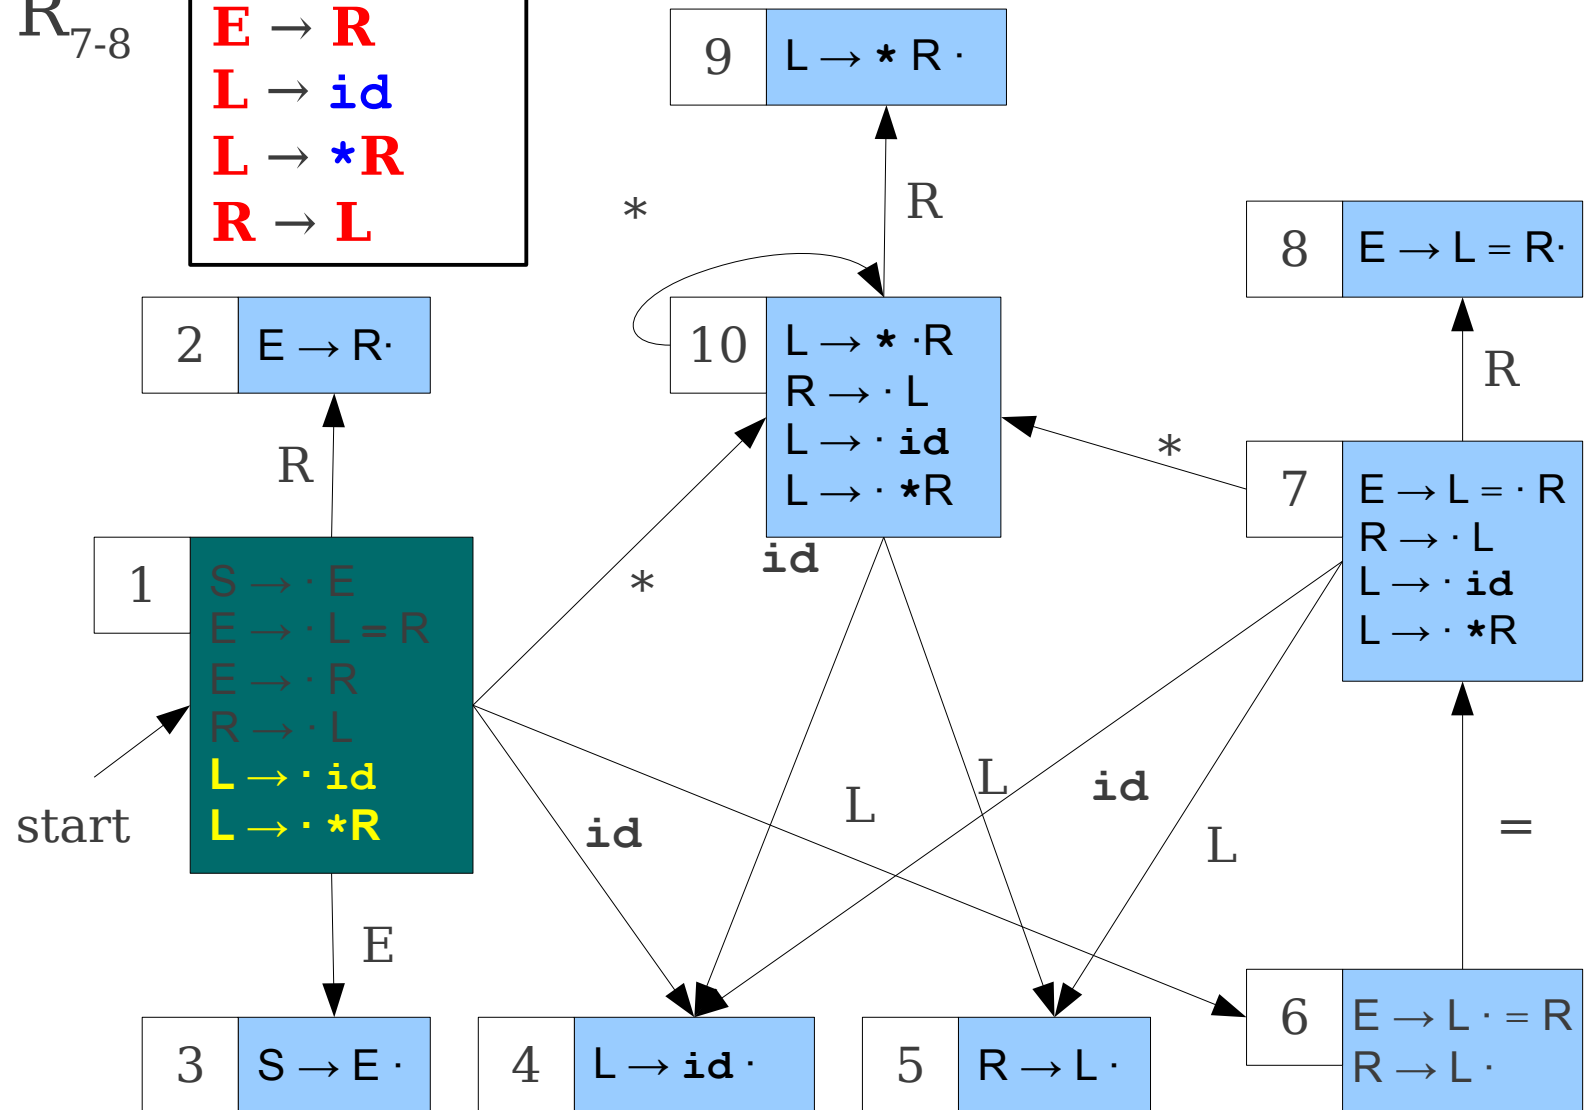 R7-8
E → R
L → id
L → *R
R → L
9
L → * R ·
*
R
8
E → L = R·
2
E → R·
10
L → * ·R
R → · L
L → · id
L → · *R
R
R
*
7
E → L = · R
R → · L
L → · id
L → · *R
1
S → · E
E → · L = R
E → · R
R → · L
L → · id
L → · *R
*
id
start
id
L
L
id
L
=
E
3
S → E ·
4
L → id ·
5
R → L ·
6
E → L · = R
R → L ·